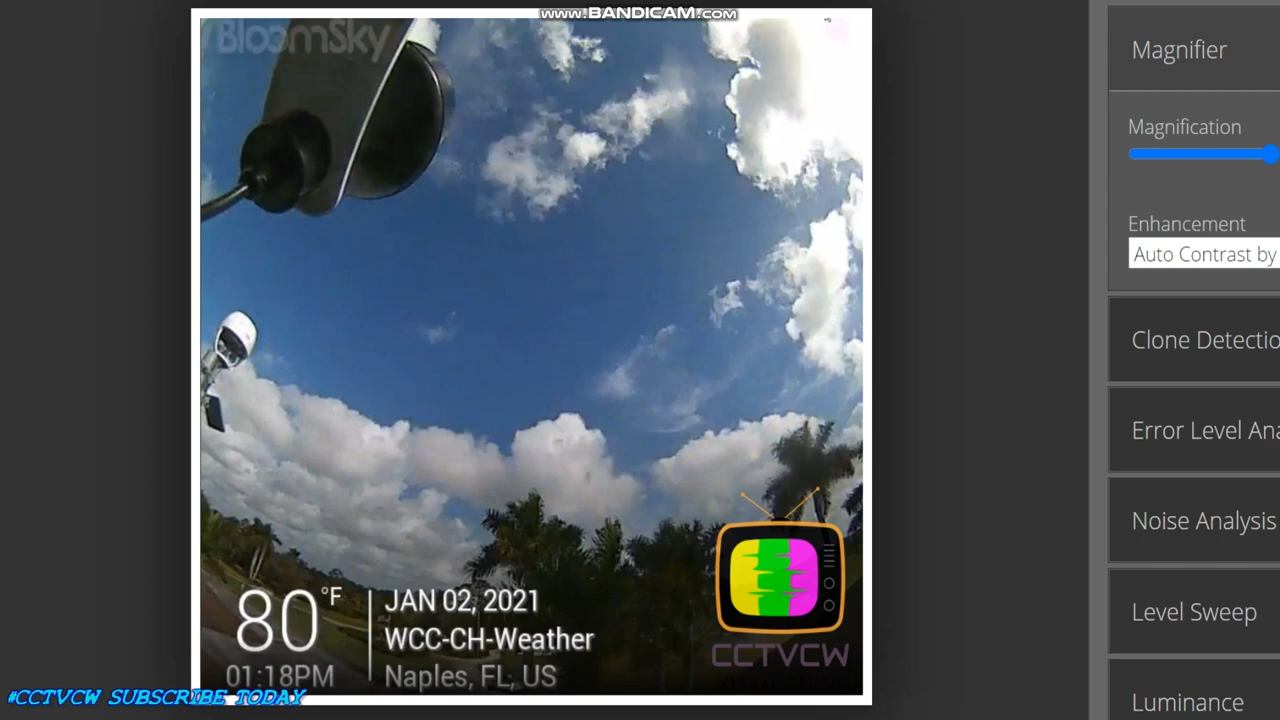 www.BANDICAM.com
BloomSky
Magnifier
Magnification
Enhancement
Auto Contrast by
Clone Detectio
Error Level Ana
Noise Analysis
Level Sweep
Luminance
80°F
01:18PM
JAN 02, 2021
WCC-CH-Weather
Naples, FL, US
CCTVCW
#CCTVCW SUBSCRIBE TODAY